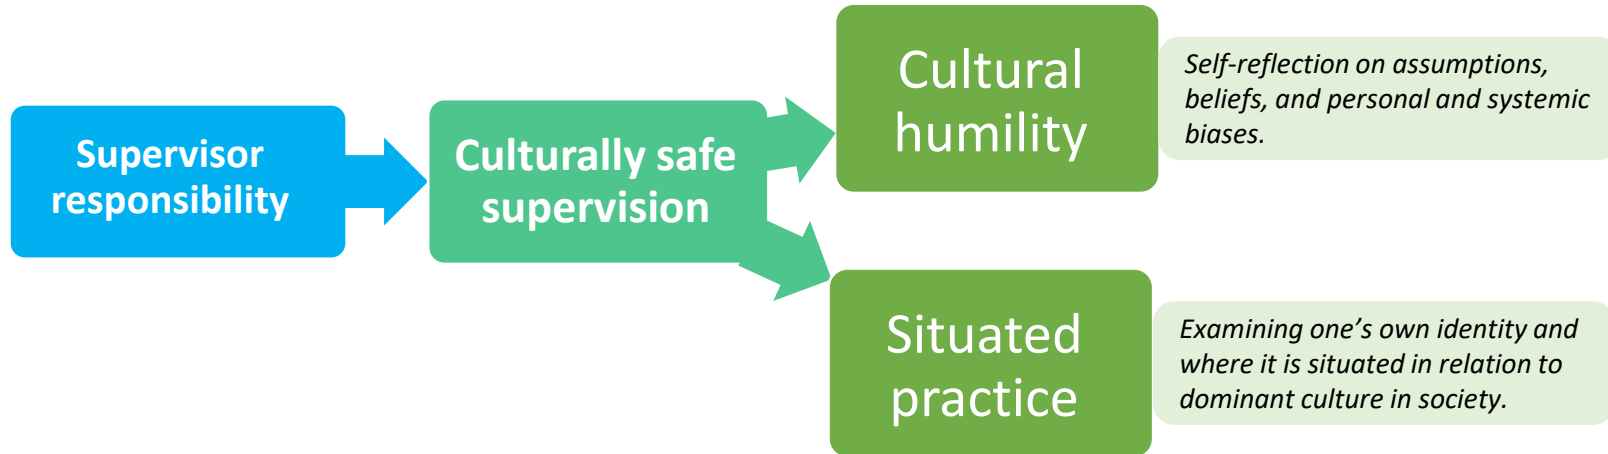 Supervisor
responsibility
Culturally safe
supervision
Cultural
humility
Self-reflection on assumptions,
beliefs, and personal and systemic
biases.
Situated
practice
Examining one’s own identity and
where it is situated in relation to
dominant culture in society.